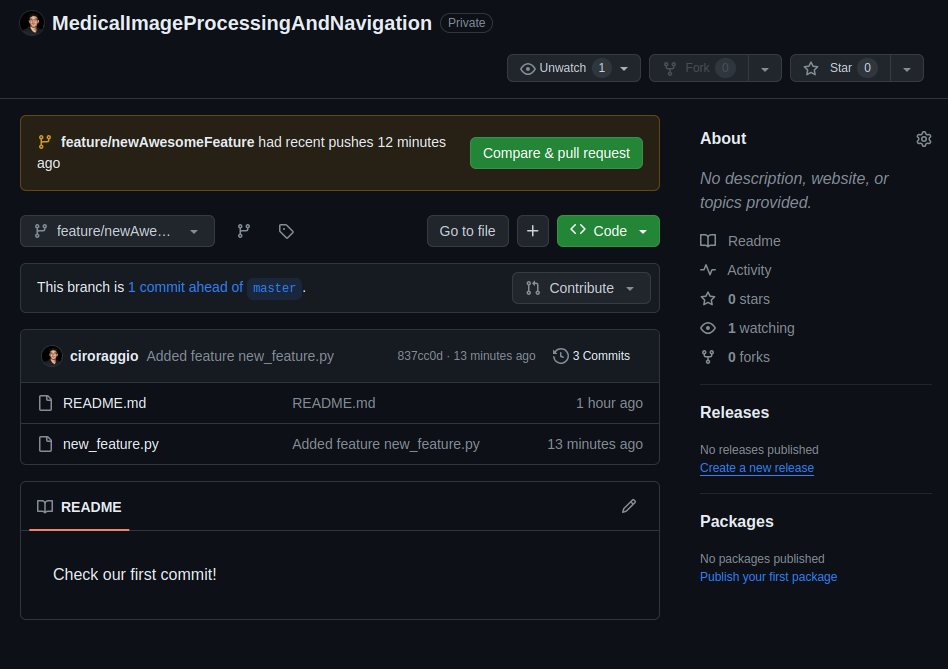 MedicalImageProcessingAndNavigation Private
Unwatch 1 Fork 0 Star 0
feature/newAwesomeFeature had recent pushes 12 minutes
ago
Compare & pull request
feature/newAwe... Go to file Code
This branch is 1 commit ahead of master. Contribute
ciroraggio Added feature new_feature.py 837cc0d · 13 minutes ago 3 Commits
README.md README.md 1 hour ago
new_feature.py Added feature new_feature.py 13 minutes ago
README
Check our first commit!
About
No description, website, or
topics provided.
Readme
Activity
0 stars
1 watching
0 forks
Releases
No releases published
Create a new release
Packages
No packages published
Publish your first package